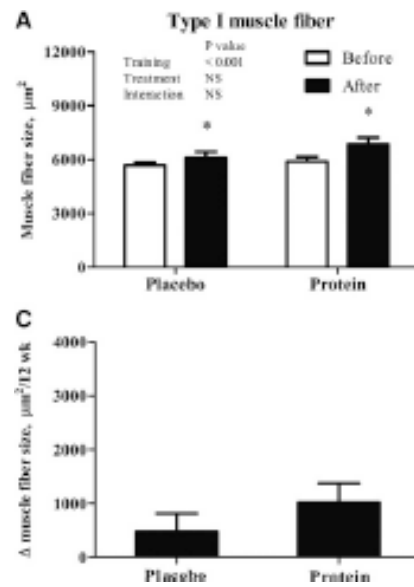 A
Type I muscle fiber
P value
Training < 0.001
Treatment NS
Interaction NS
Before
After
*
*
Muscle fiber size, μm²
12000
9000
6000
3000
0
Placebo
Protein
C
Δ muscle fiber size, μm²/12 wk
4000
3000
2000
1000
0
Placebo
Protein